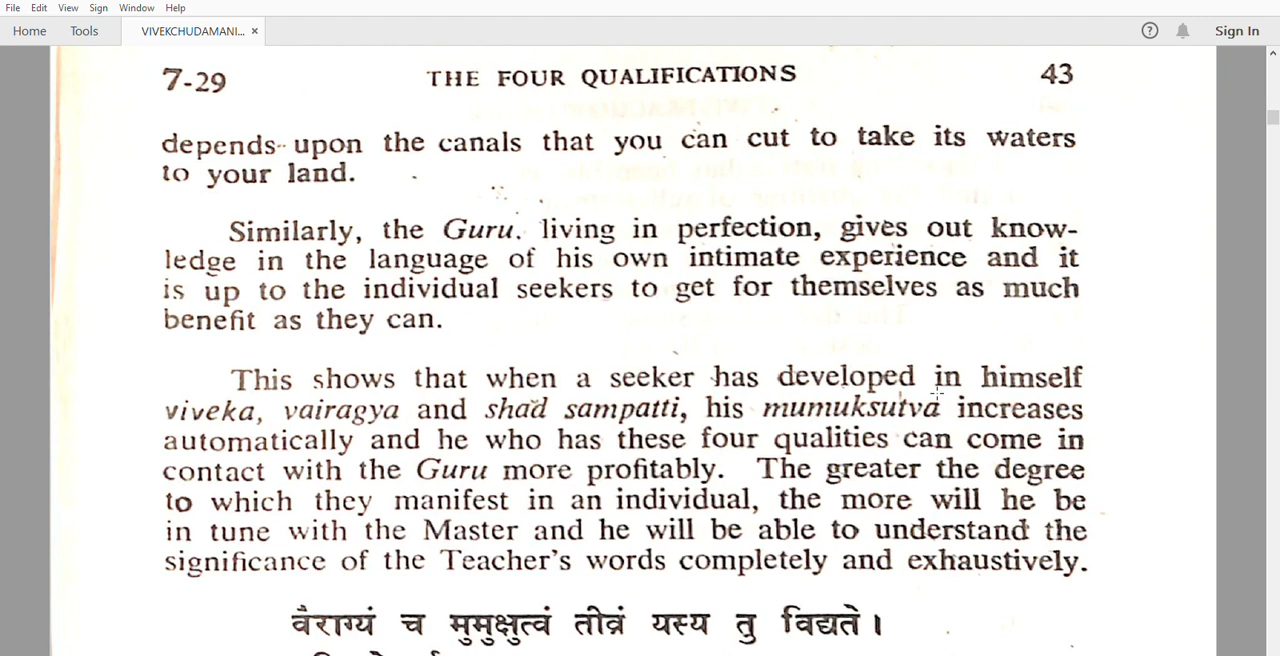 File Edit View Sign Window Help
Home Tools VIVEKCHUDAMANI... × ? Sign In
7-29 THE FOUR QUALIFICATIONS 43
depends upon the canals that you can cut to take its waters
to your land.
Similarly, the Guru, living in perfection, gives out know-
ledge in the language of his own intimate experience and it
is up to the individual seekers to get for themselves as much
benefit as they can.
This shows that when a seeker has developed in himself
viveka, vairagya and shad sampatti, his mumuksutva increases
automatically and he who has these four qualities can come in
contact with the Guru more profitably. The greater the degree
to which they manifest in an individual, the more will he be
in tune with the Master and he will be able to understand the
significance of the Teacher's words completely and exhaustively.
वैराग्यं च मुमुक्षुत्वं तीव्रं यस्य तु विद्यते।